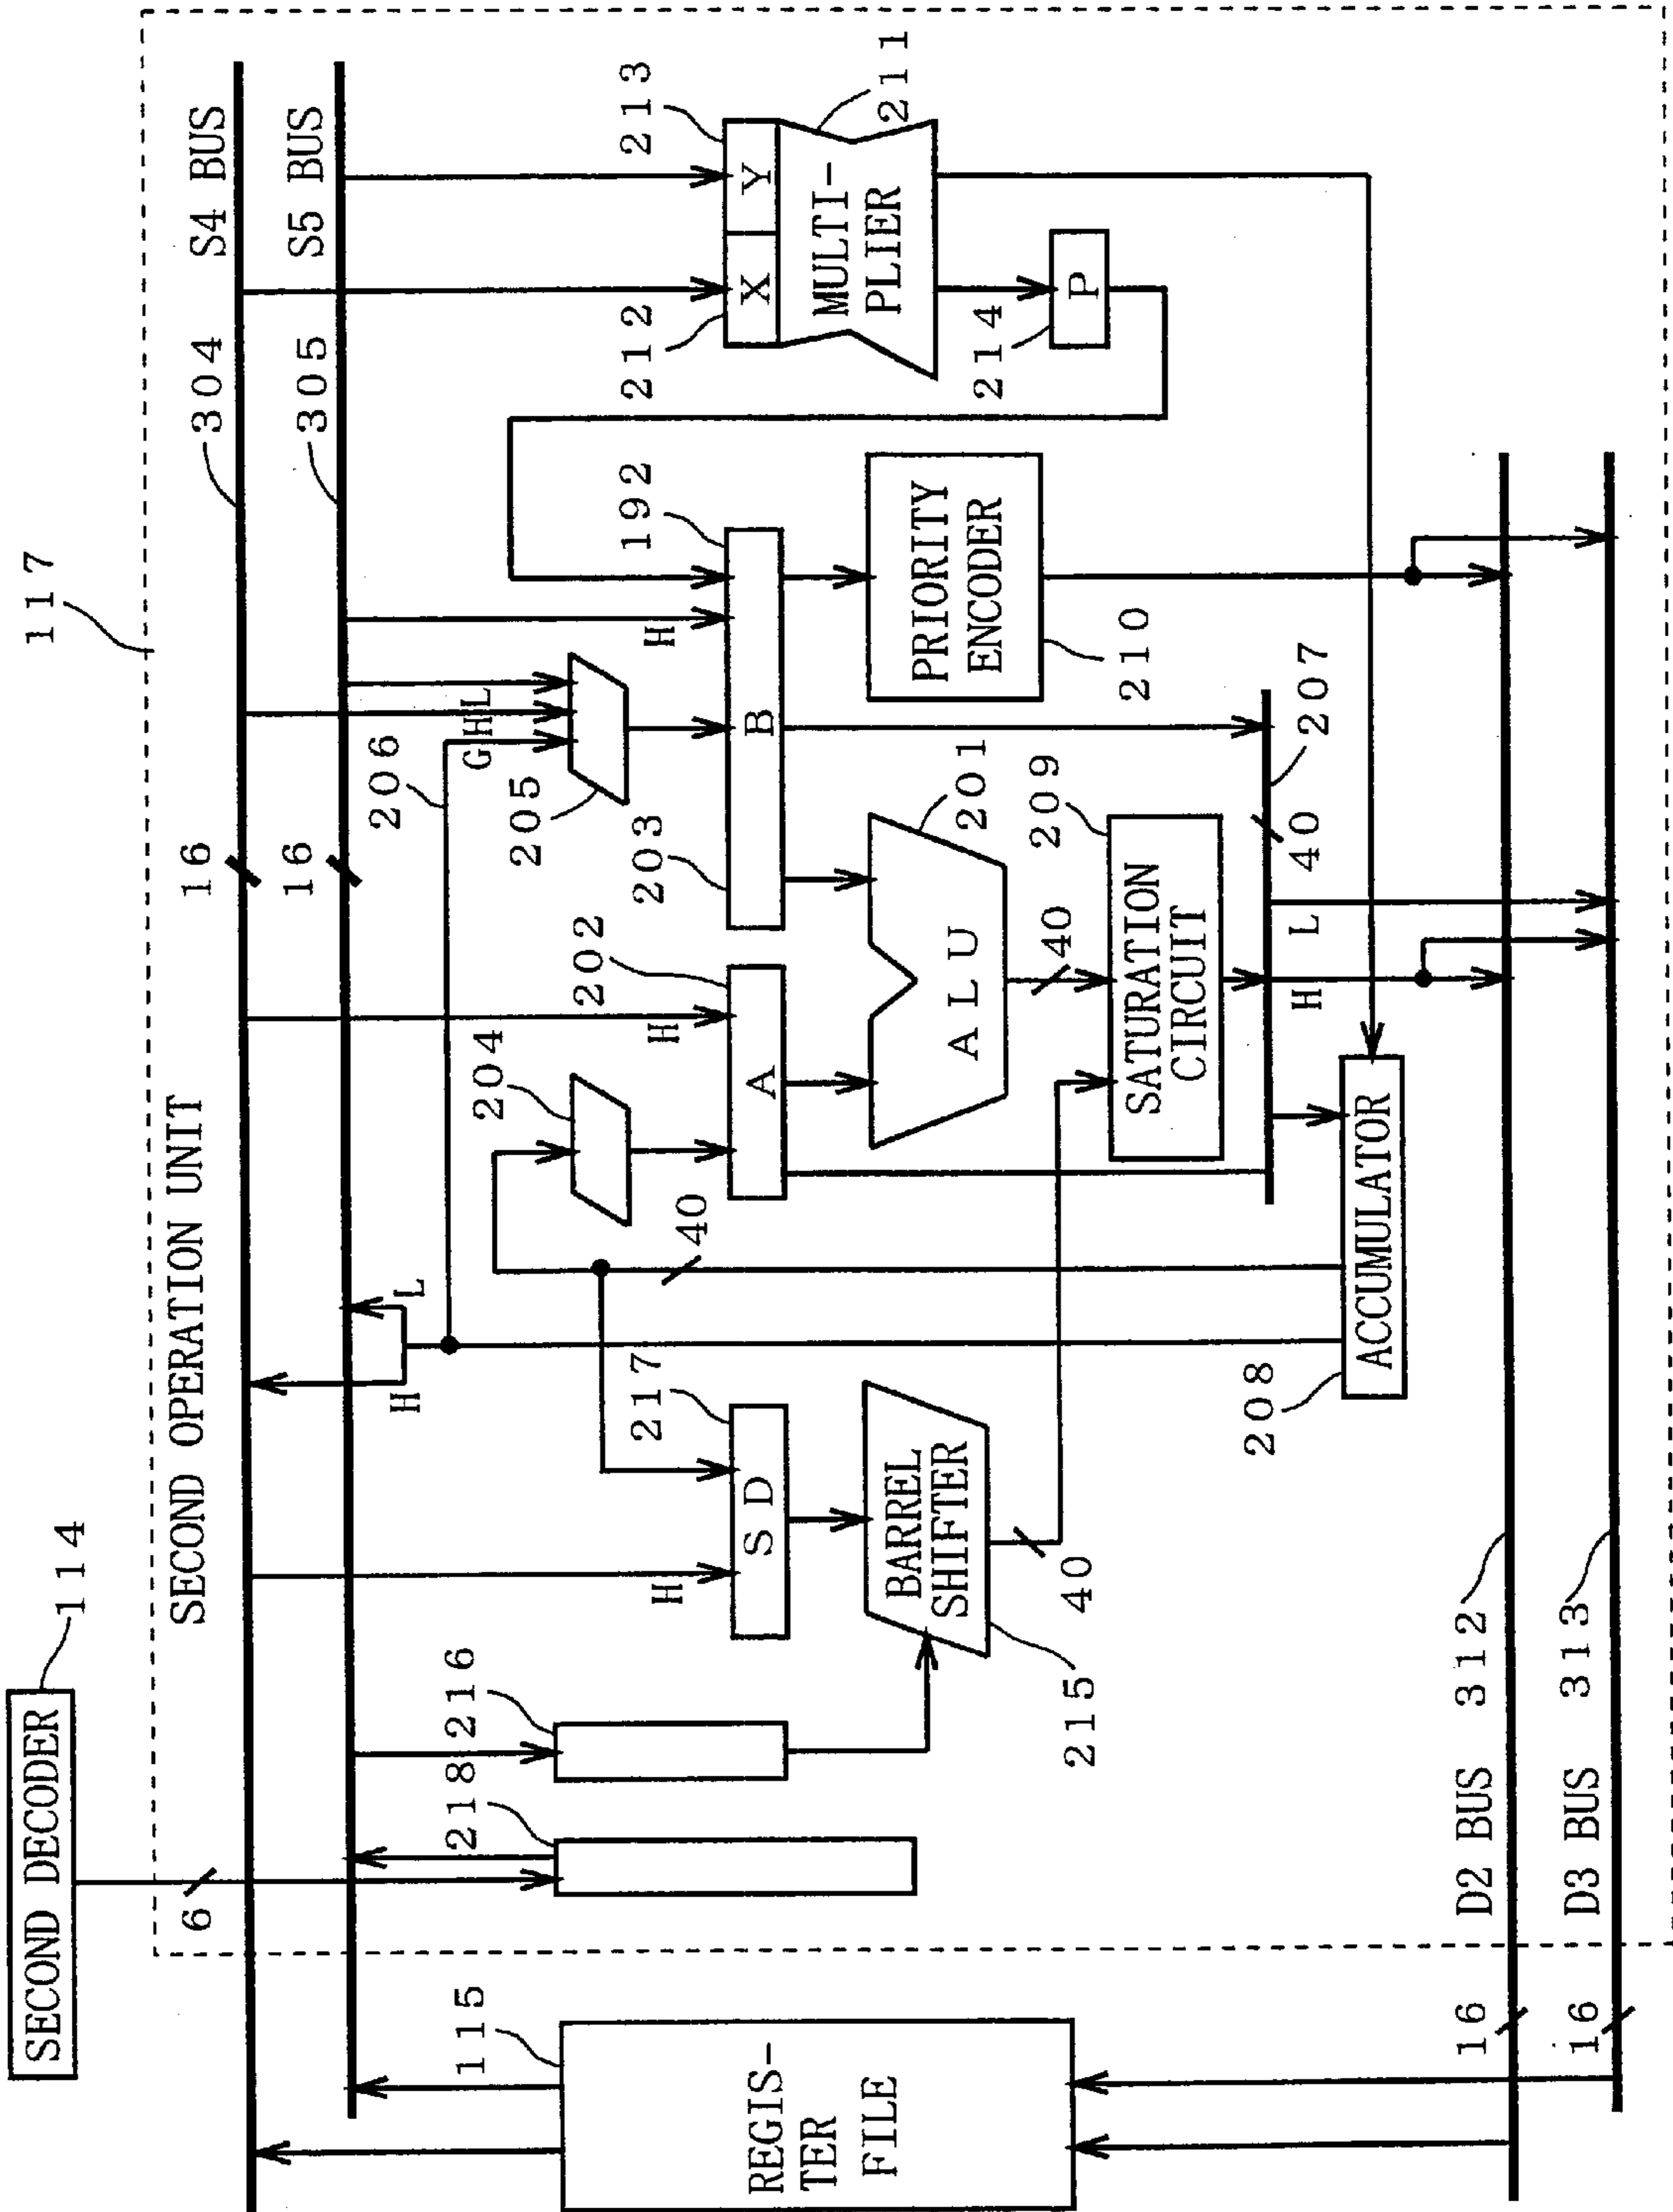 SECOND DECODER
114
6
117
SECOND OPERATION UNIT
16
304
S4 BUS
16
305
S5 BUS
115
REGIS-
TER
FILE
218
216
H
217
S D
BARREL
SHIFTER
40
215
H
L
40
204
H
202
A
206
G
H
L
205
203
B
H
192
ALU
201
40
SATURATION
CIRCUIT
209
PRIORITY
ENCODER
210
207
40
H
L
208
ACCUMULATOR
212
X
Y
213
MULTI-
PLIER
211
214
P
16
D2 BUS
312
16
D3 BUS
313